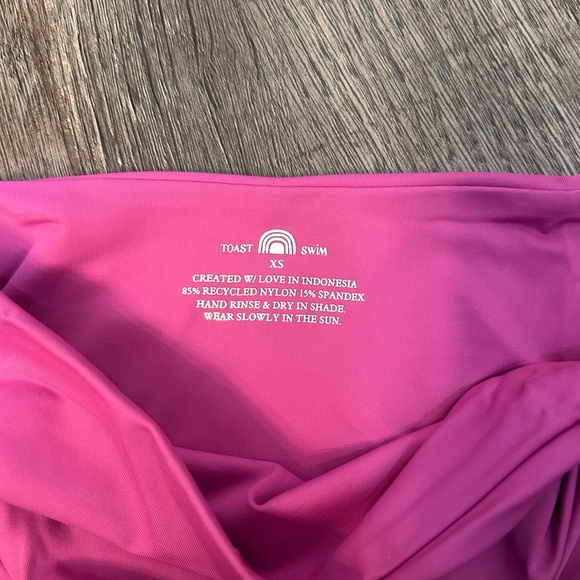 TOAST SWiM
XS
CREATED W/ LOVE IN INDONESIA
85% RECYCLED NYLON 15% SPANDEX
HAND RINSE & DRY IN SHADE.
WEAR SLOWLY IN THE SUN.